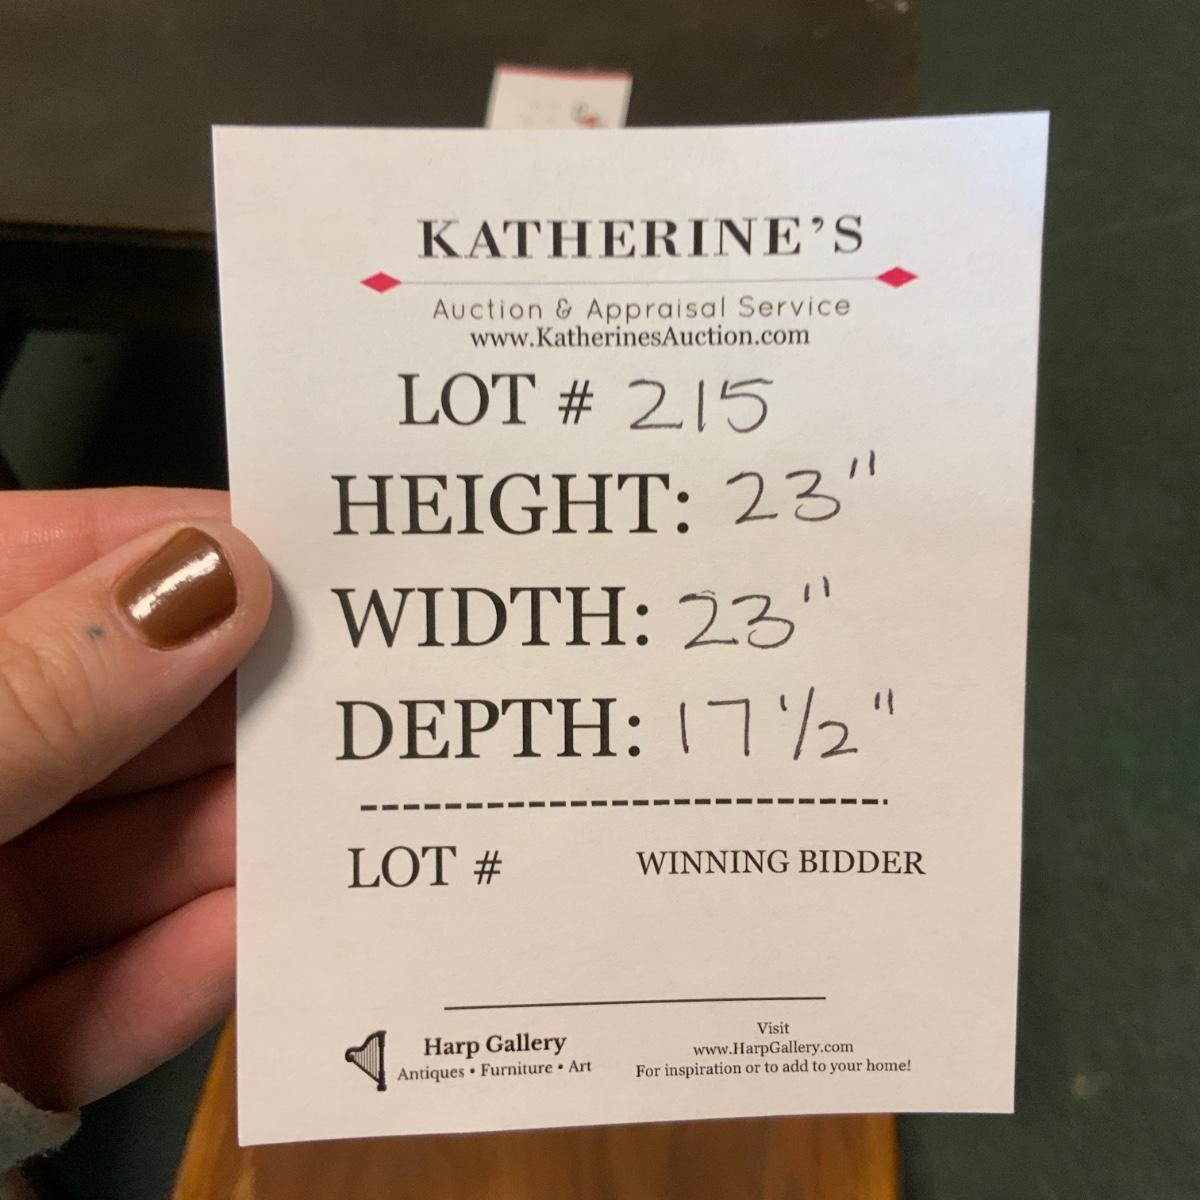 KATHERINE'S
Auction & Appraisal Service
www.KatherinesAuction.com
LOT # 215
HEIGHT: 23"
WIDTH: 23"
DEPTH: 17 1/2"
LOT # WINNING BIDDER
Harp Gallery
Antiques • Furniture • Art
Visit
www.HarpGallery.com
For inspiration or to add to your home!